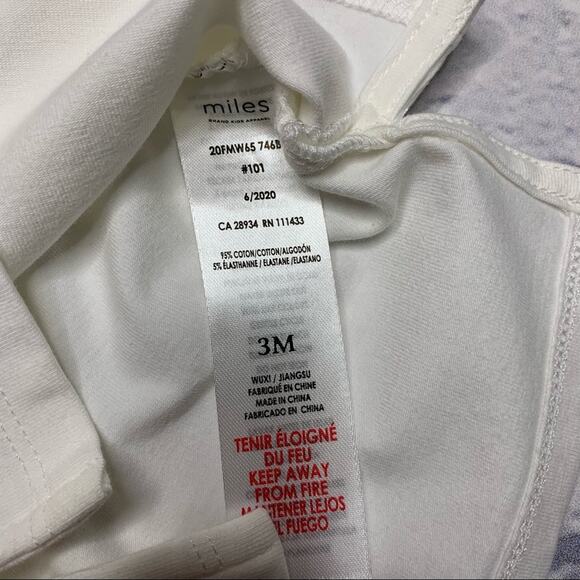 miles
BRAND KIDS APPAREL
20FMW65 746B
#101
6/2020
CA 28934 RN 111433
95% COTON/COTTON/ALGODÓN
5% ÉLASTHANNE / ELASTANE /ELASTANO
3M
WUXI / JIANGSU
FABRIQUÉ EN CHINE
MADE IN CHINA
FABRICADO EN CHINA
TENIR ÉLOIGNÉ
DU FEU
KEEP AWAY
FROM FIRE
MANTENER LEJOS
EL FUEGO